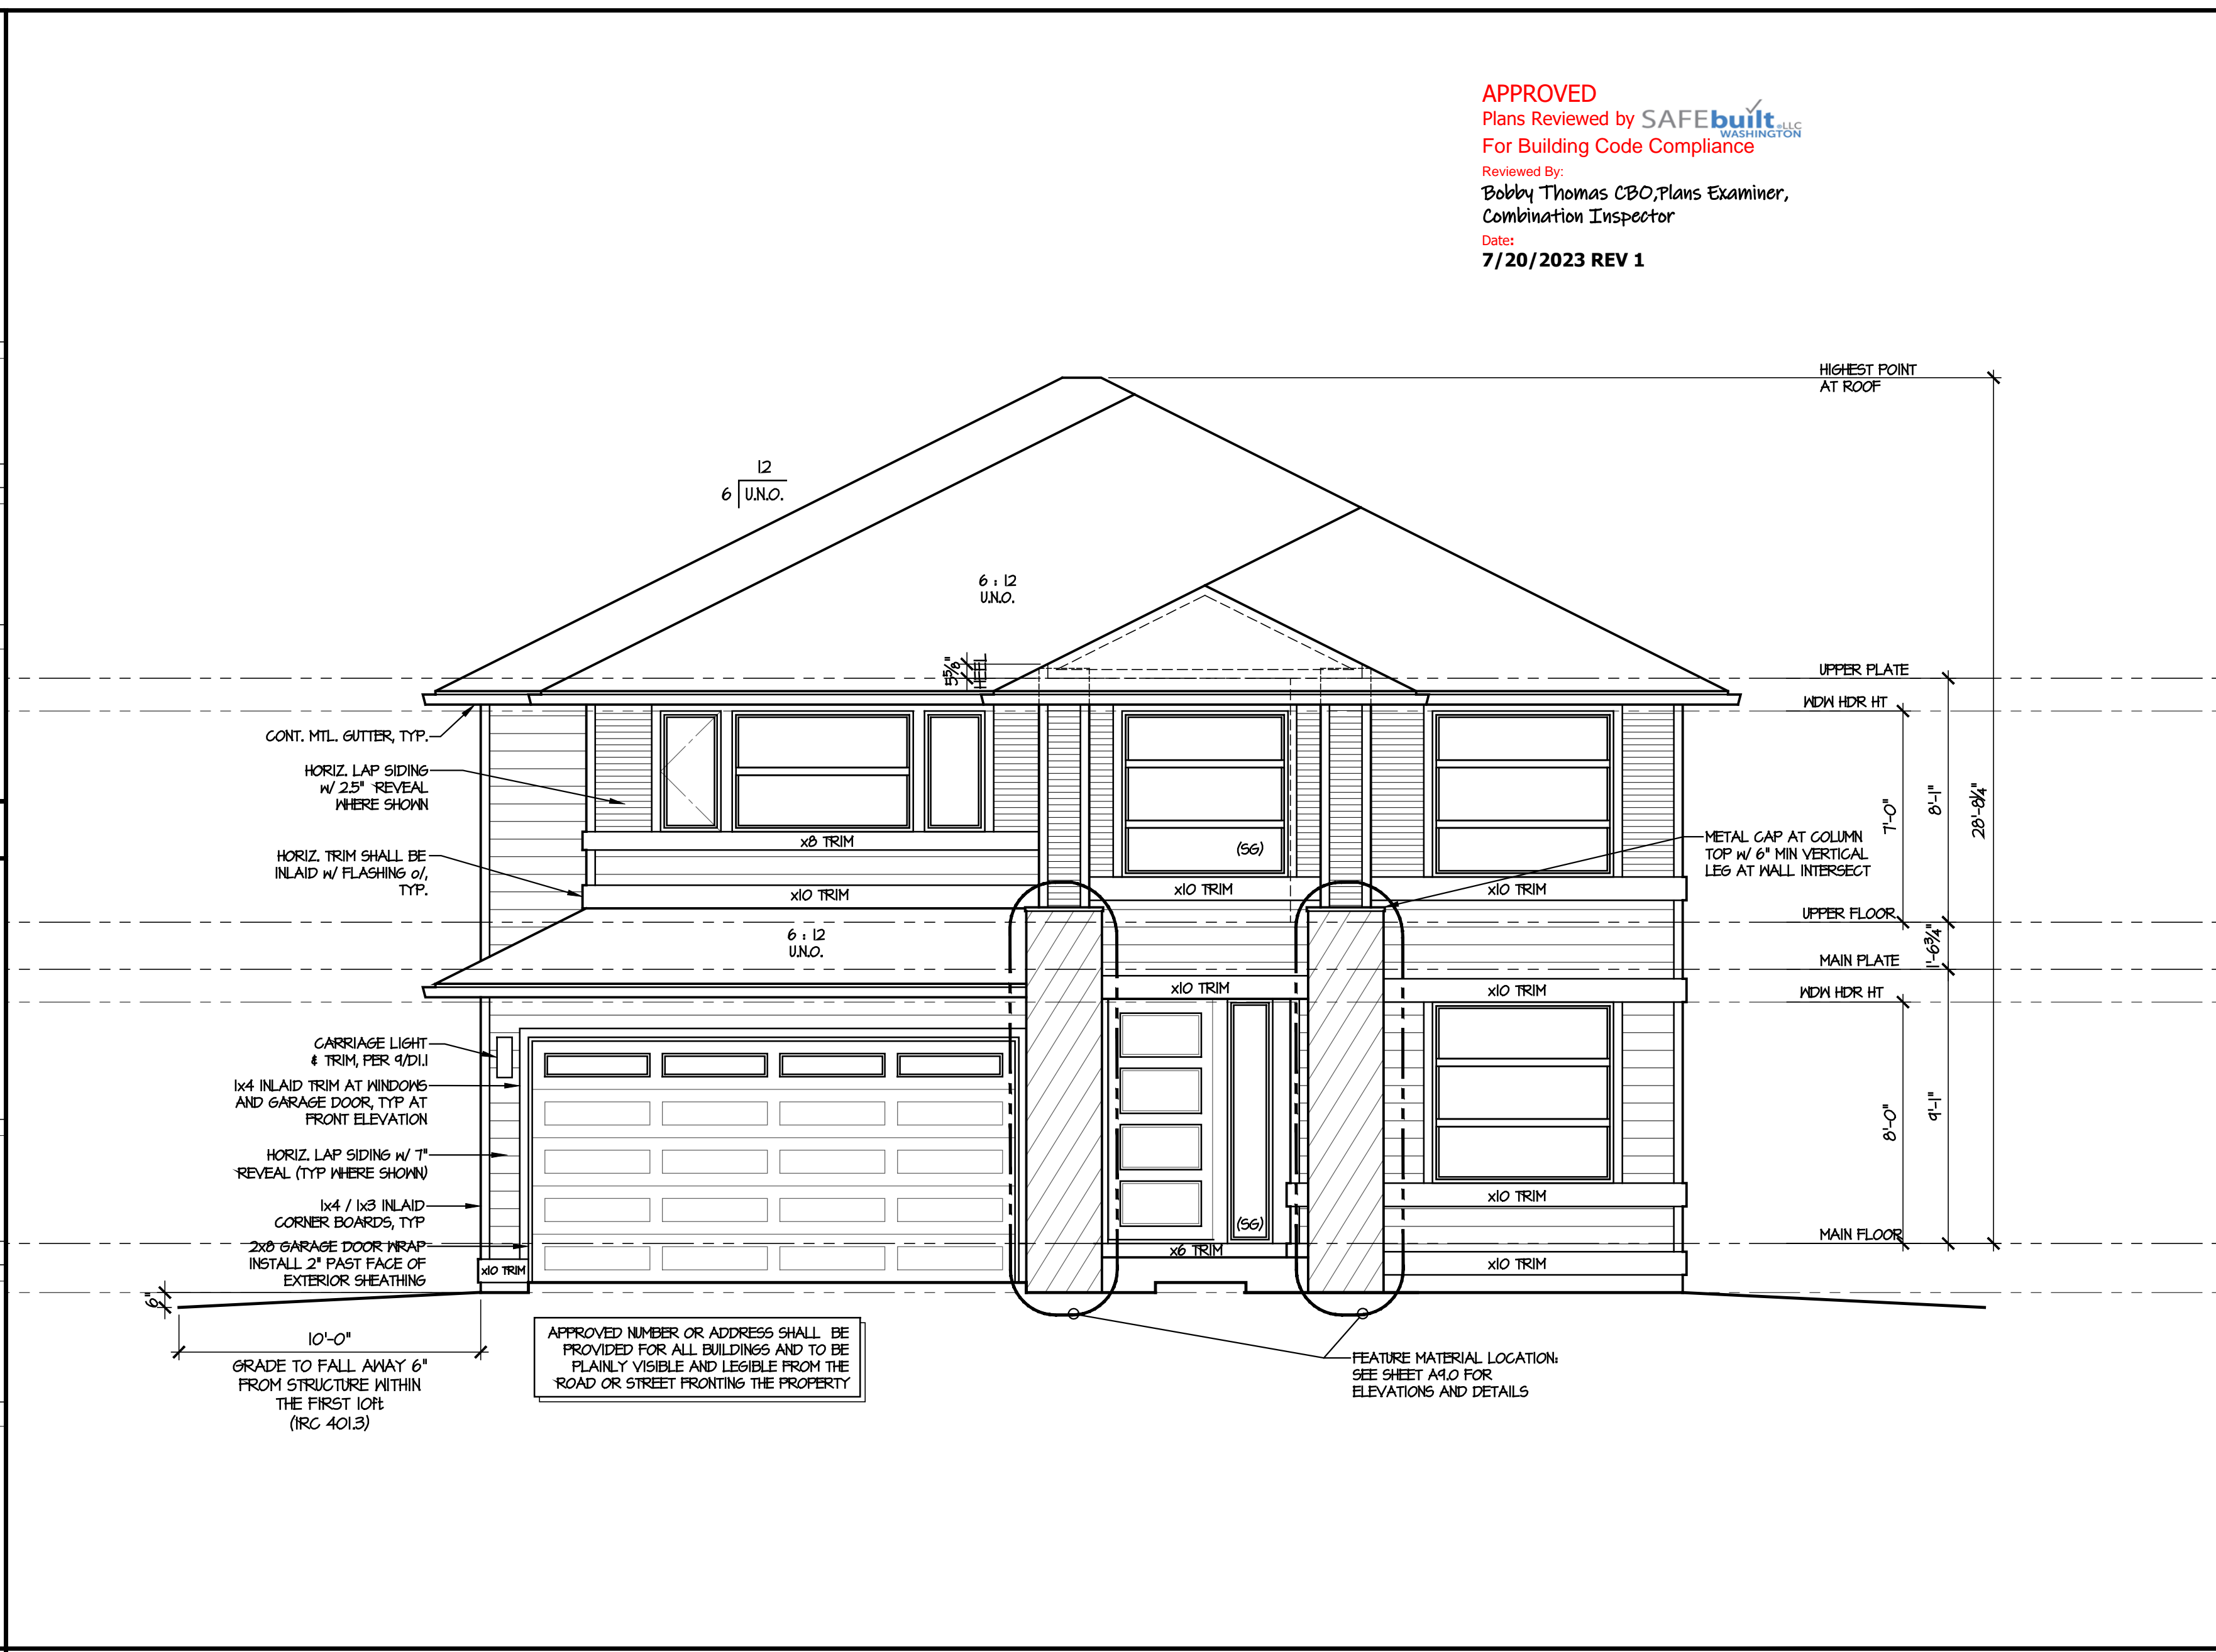 APPROVED
Plans Reviewed by SAFEbuilt LLC
WASHINGTON
For Building Code Compliance
Reviewed By:
Bobby Thomas CBO,Plans Examiner,
Combination Inspector
Date:
7/20/2023 REV 1
HIGHEST POINT
AT ROOF
12
6 U.N.O.
6 : 12
U.N.O.
5⅝"
HEEL
UPPER PLATE
WDW HDR HT
CONT. MTL. GUTTER, TYP.
HORIZ. LAP SIDING
w/ 2.5" REVEAL
WHERE SHOWN
7'-0"
8'-1"
28'-8¼"
x8 TRIM
(SG)
METAL CAP AT COLUMN
TOP w/ 6" MIN VERTICAL
LEG AT WALL INTERSECT
HORIZ. TRIM SHALL BE
INLAID w/ FLASHING o/,
TYP.
x10 TRIM
x10 TRIM
x10 TRIM
UPPER FLOOR
6 : 12
U.N.O.
1'-6¾"
MAIN PLATE
x10 TRIM
x10 TRIM
WDW HDR HT
CARRIAGE LIGHT
& TRIM, PER 9/D1.1
1x4 INLAID TRIM AT WINDOWS
AND GARAGE DOOR, TYP AT
FRONT ELEVATION
8'-0"
9'-1"
HORIZ. LAP SIDING w/ 7"
REVEAL (TYP WHERE SHOWN)
1x4 / 1x3 INLAID
CORNER BOARDS, TYP
x10 TRIM
(SG)
2x8 GARAGE DOOR WRAP
INSTALL 2" PAST FACE OF
EXTERIOR SHEATHING
x10 TRIM
x6 TRIM
x10 TRIM
MAIN FLOOR
6"
10'-0"
GRADE TO FALL AWAY 6"
FROM STRUCTURE WITHIN
THE FIRST 10ft
(IRC 401.3)
APPROVED NUMBER OR ADDRESS SHALL BE
PROVIDED FOR ALL BUILDINGS AND TO BE
PLAINLY VISIBLE AND LEGIBLE FROM THE
ROAD OR STREET FRONTING THE PROPERTY
FEATURE MATERIAL LOCATION:
SEE SHEET A9.0 FOR
ELEVATIONS AND DETAILS